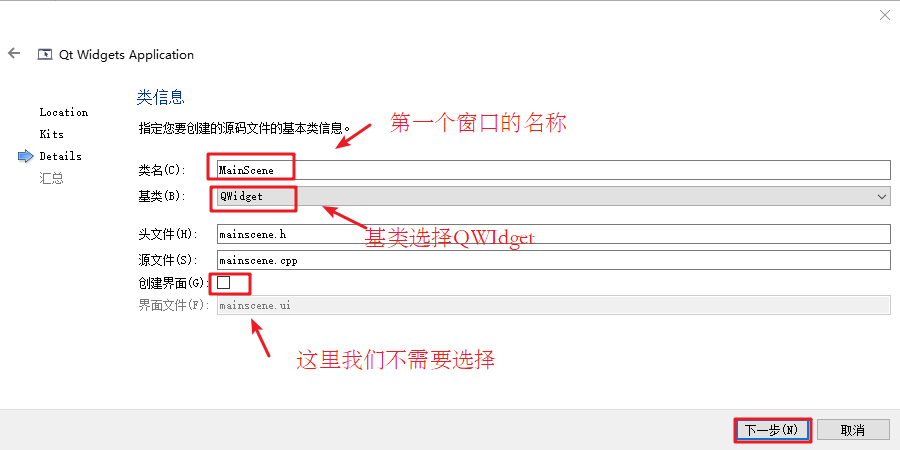 Qt Widgets Application
Location
Kits
Details
汇总
类信息
指定您要创建的源码文件的基本类信息。
第一个窗口的名称
类名(C): MainScene
基类(B): QWidget
基类选择QWIdget
头文件(H): mainscene.h
源文件(S): mainscene.cpp
创建界面(G):
界面文件(F): mainscene.ui
这里我们不需要选择
下一步(N) 取消